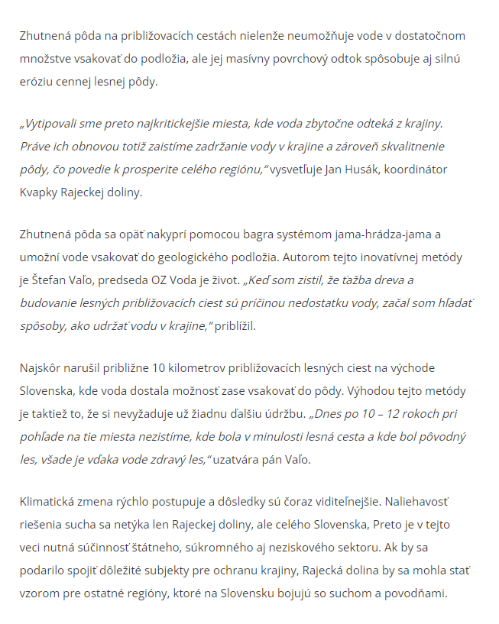 Zhutnená pôda na približovacích cestách nielenže neumožňuje vode v dostatočnom
množstve vsakovať do podložia, ale jej masívny povrchový odtok spôsobuje aj silnú
eróziu cennej lesnej pôdy.
„Vytipovali sme preto najkritickejšie miesta, kde voda zbytočne odteká z krajiny.
Práve ich obnovou totiž zaistíme zadržanie vody v krajine a zároveň skvalitnenie
pôdy, čo povedie k prosperite celého regiónu,“ vysvetľuje Jan Husák, koordinátor
Kvapky Rajeckej doliny.
Zhutnená pôda sa opäť nakyprí pomocou bagra systémom jama-hrádza-jama a
umožní vode vsakovať do geologického podložia. Autorom tejto inovatívnej metódy
je Štefan Vaľo, predseda OZ Voda je život. „Keď som zistil, že ťažba dreva a
budovanie lesných približovacích ciest sú príčinou nedostatku vody, začal som hľadať
spôsoby, ako udržať vodu v krajine,“ priblížil.
Najskôr narušil približne 10 kilometrov približovacích lesných ciest na východe
Slovenska, kde voda dostala možnosť zase vsakovať do pôdy. Výhodou tejto metódy
je taktiež to, že si nevyžaduje už žiadnu ďalšiu údržbu. „Dnes po 10 – 12 rokoch pri
pohľade na tie miesta nezistíme, kde bola v minulosti lesná cesta a kde bol pôvodný
les, všade je vďaka vode zdravý les,“ uzatvára pán Vaľo.
Klimatická zmena rýchlo postupuje a dôsledky sú čoraz viditeľnejšie. Naliehavosť
riešenia sucha sa netýka len Rajeckej doliny, ale celého Slovenska, Preto je v tejto
veci nutná súčinnosť štátneho, súkromného aj neziskového sektoru. Ak by sa
podarilo spojiť dôležité subjekty pre ochranu krajiny, Rajecká dolina by sa mohla stať
vzorom pre ostatné regióny, ktoré na Slovensku bojujú so suchom a povodňami.